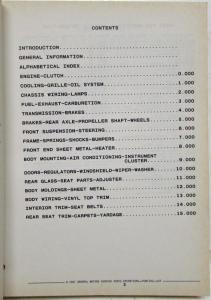 CONTENTS
INTRODUCTION
GENERAL INFORMATION
ALPHABETICAL INDEX
ENGINE-CLUTCH 0.000
COOLING-GRILLE-OIL SYSTEM 1.000
CHASSIS WIRING-LAMPS 2.000
FUEL-EXHAUST-CARBURETION 3.000
TRANSMISSION-BRAKES 4.000
BRAKES-REAR AXLE-PROPELLER SHAFT-WHEELS 5.000
FRONT SUSPENSION-STEERING 6.000
FRAME-SPRINGS-SHOCKS-BUMPERS 7.000
FRONT END SHEET METAL-HEATER 8.000
BODY MOUNTING-AIR CONDITIONING-INSTRUMENT
CLUSTER 9.000
DOORS-REGULATORS-WINDSHIELD-WIPER-WASHER 10.000
REAR GLASS-SEAT PARTS-ADJUSTER 11.000
BODY MOLDINGS-SHEET METAL 12.000
BODY WIRING-VINYL TOP TRIM 13.000
INTERIOR TRIM-SEAT BELTS 14.000
REAR SEAT TRIM-CARPETS-YARDAGE 15.000